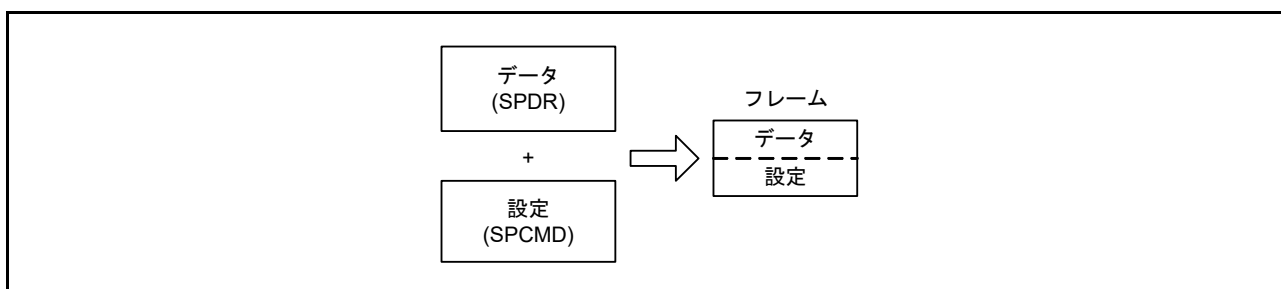 データ
(SPDR)
+
設定
(SPCMD)
フレーム
データ
設定